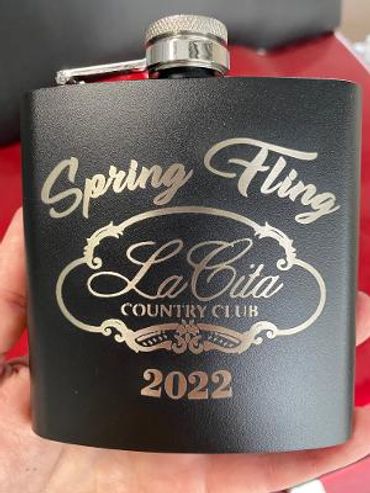 Spring Fling
La Cita
COUNTRY CLUB
2022